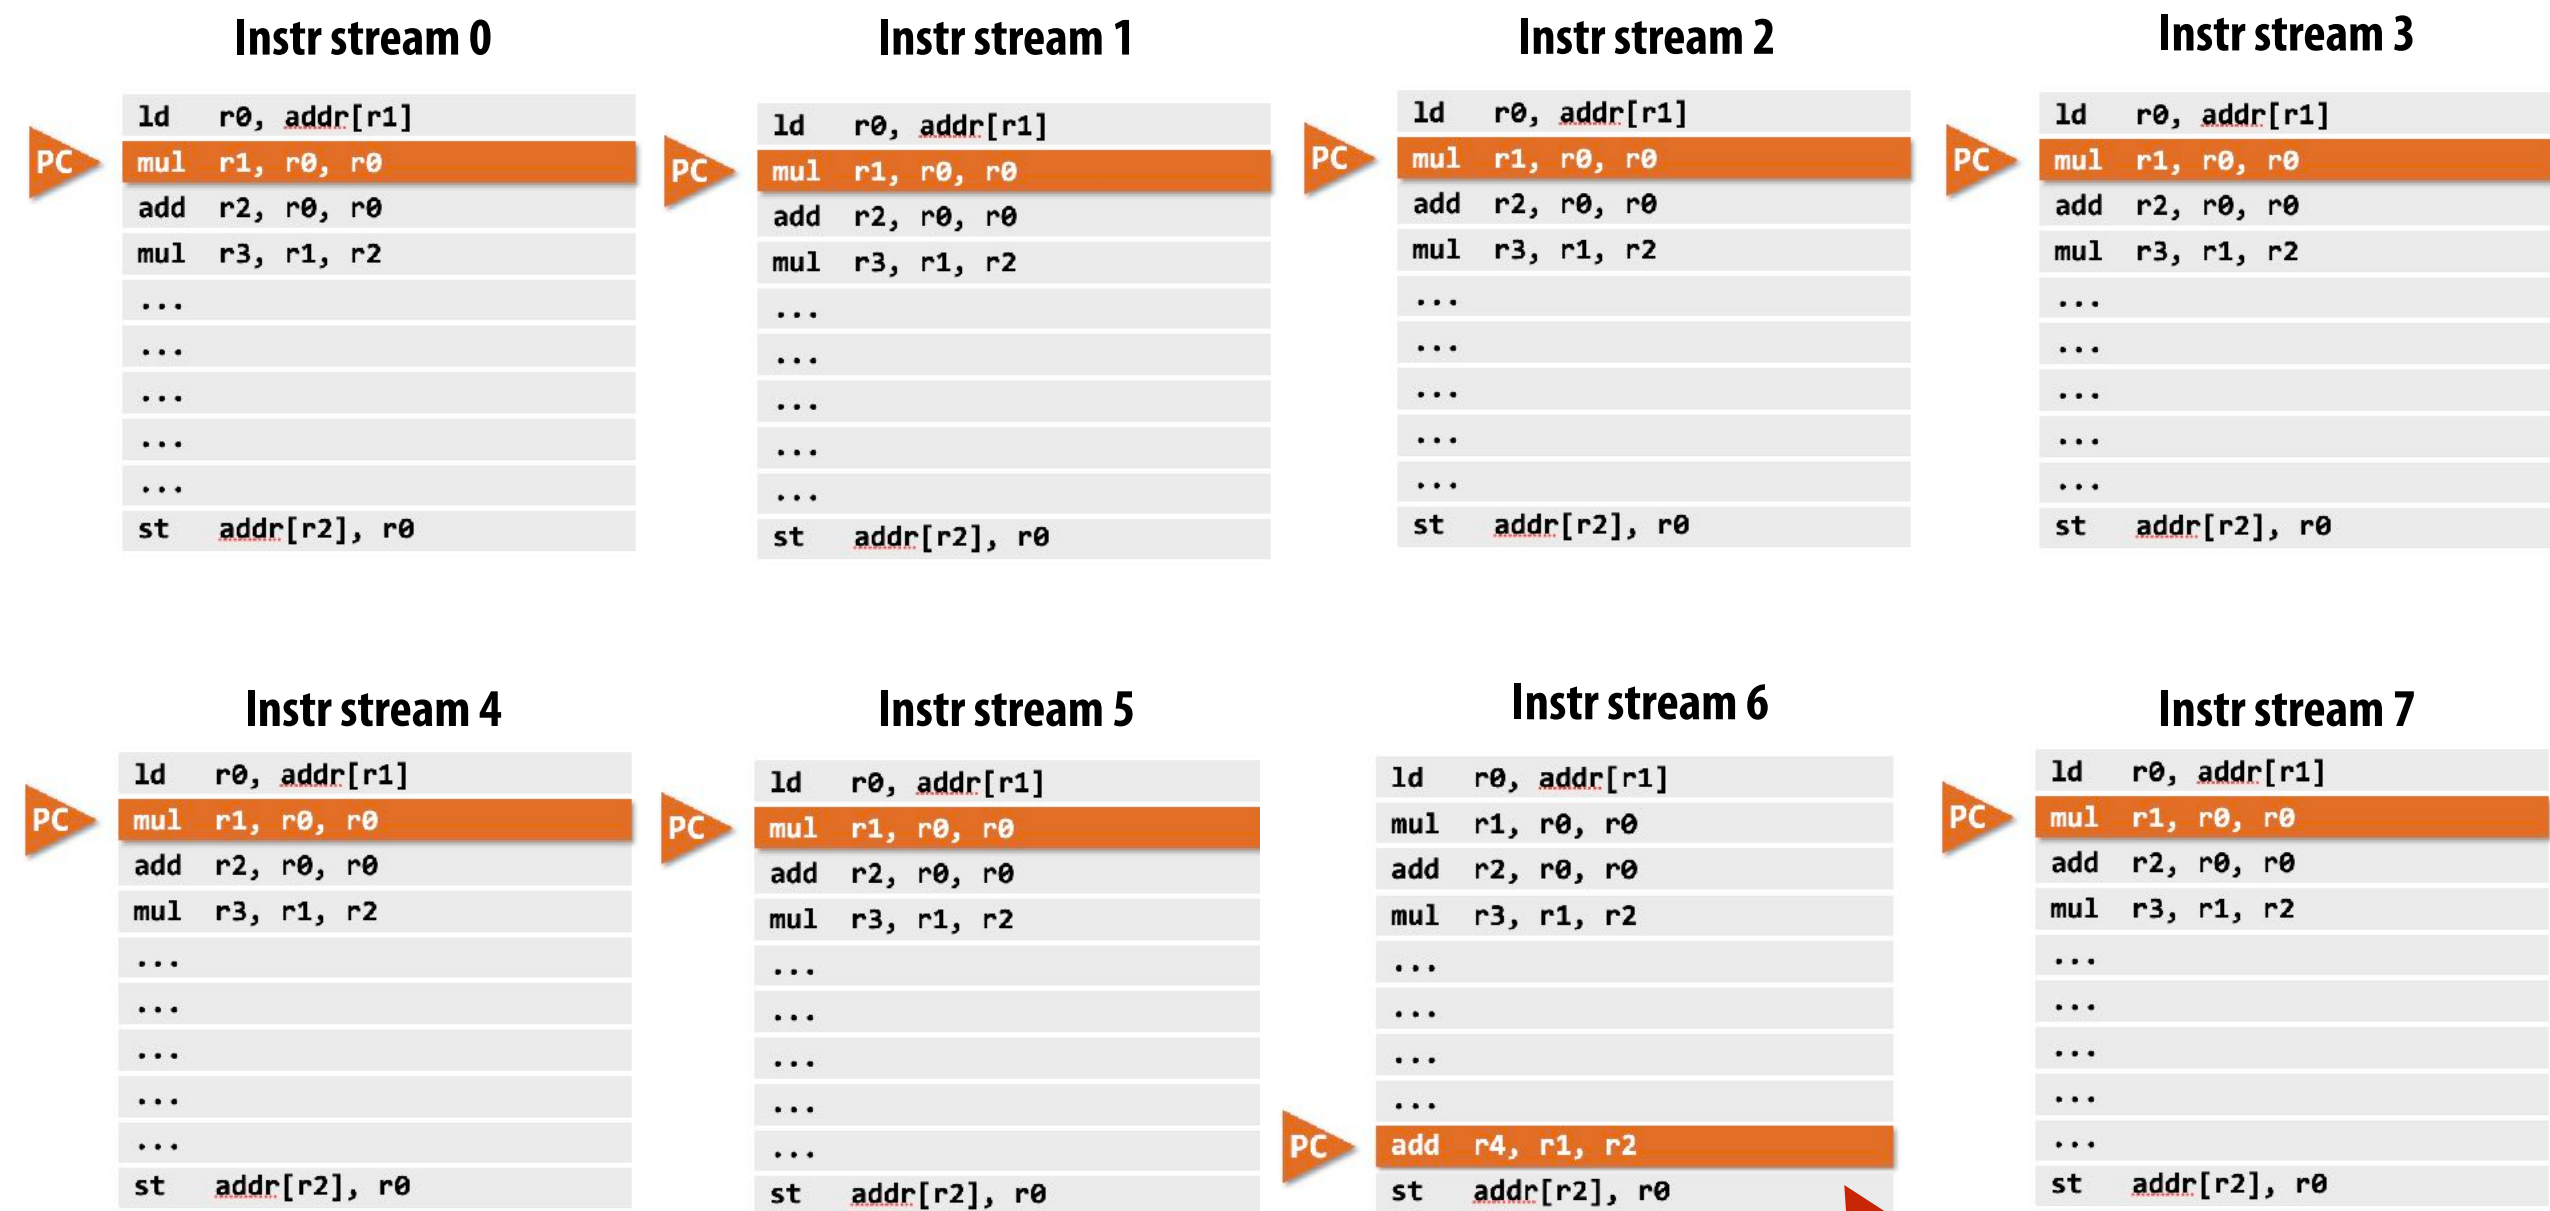 Instr stream 0
ld r0, addr[r1]
PC
mul r1, r0, r0
add r2, r0, r0
mul r3, r1, r2
...
...
...
...
...
st addr[r2], r0
Instr stream 1
ld r0, addr[r1]
PC
mul r1, r0, r0
add r2, r0, r0
mul r3, r1, r2
...
...
...
...
...
st addr[r2], r0
Instr stream 2
ld r0, addr[r1]
PC
mul r1, r0, r0
add r2, r0, r0
mul r3, r1, r2
...
...
...
...
...
st addr[r2], r0
Instr stream 3
ld r0, addr[r1]
PC
mul r1, r0, r0
add r2, r0, r0
mul r3, r1, r2
...
...
...
...
...
st addr[r2], r0
Instr stream 4
ld r0, addr[r1]
PC
mul r1, r0, r0
add r2, r0, r0
mul r3, r1, r2
...
...
...
...
...
st addr[r2], r0
Instr stream 5
ld r0, addr[r1]
PC
mul r1, r0, r0
add r2, r0, r0
mul r3, r1, r2
...
...
...
...
...
st addr[r2], r0
Instr stream 6
ld r0, addr[r1]
mul r1, r0, r0
add r2, r0, r0
mul r3, r1, r2
...
...
...
...
PC
add r4, r1, r2
st addr[r2], r0
Instr stream 7
ld r0, addr[r1]
PC
mul r1, r0, r0
add r2, r0, r0
mul r3, r1, r2
...
...
...
...
...
st addr[r2], r0